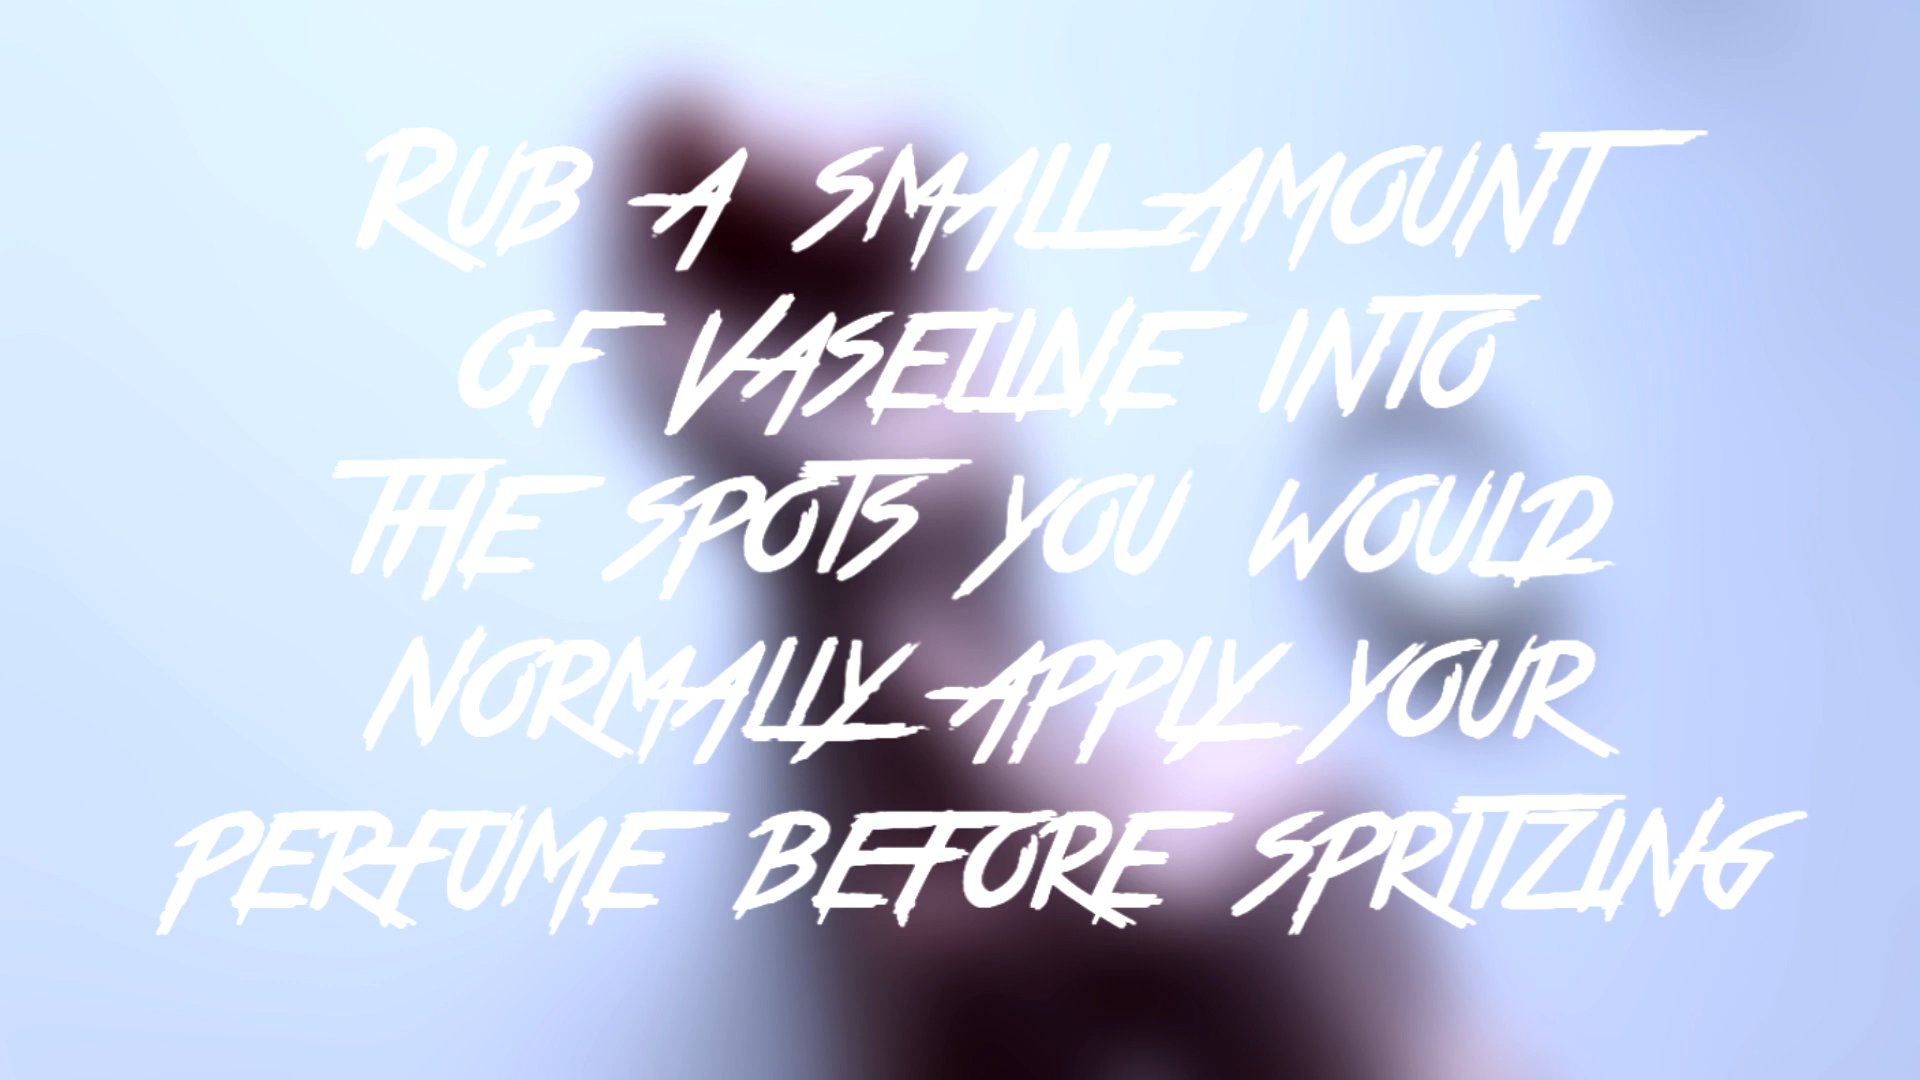 Rub a small amount
of Vaseline into
the spots you would
normally apply your
perfume before spritzing